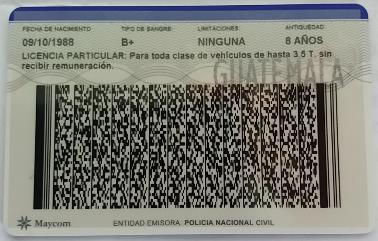 FECHA DE NACIMIENTO TIPO DE SANGRE LIMITACIONES ANTIGÜEDAD
09/10/1988 B+ NINGUNA 8 AÑOS
LICENCIA PARTICULAR: Para toda clase de vehículos de hasta 3.5 T. sin
recibir remuneración.
GUATEMALA
Maycom ENTIDAD EMISORA: POLICIA NACIONAL CIVIL